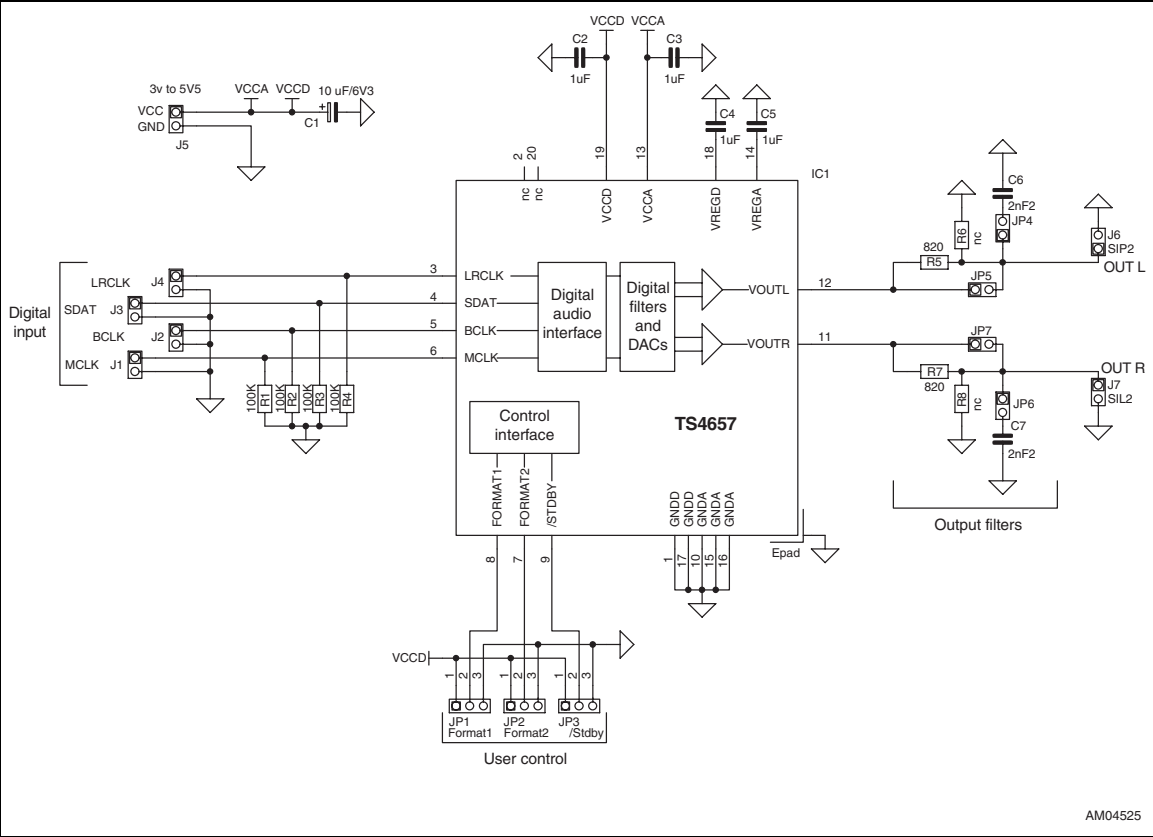 VCCD VCCA
C2
1uF
C3
1uF
3v to 5V5
VCCA VCCD
10 uF/6V3
VCC
GND
J5
+
C1
C4
1uF
C5
1uF
2
20
19
13
18
14
IC1
nc
nc
VCCD
VCCA
VREGD
VREGA
C6
2nF2
JP4
R6
nc
J6
SIP2
OUT L
820
R5
JP5
12
VOUTL
Digital
input
LRCLK
J4
SDAT
J3
BCLK
J2
MCLK
J1
3
LRCLK
4
SDAT
5
BCLK
6
MCLK
Digital
audio
interface
Digital
filters
and
DACs
VOUTR
11
JP7
R7
820
R8
nc
JP6
C7
2nF2
OUT R
J7
SIL2
100K
R1
100K
R2
100K
R3
100K
R4
Control
interface
TS4657
FORMAT1
FORMAT2
/STDBY
GNDD
GNDD
GNDA
GNDA
GNDA
Output filters
Epad
8
7
9
1
17
10
15
16
VCCD
1
2
3
1
2
3
1
2
3
JP1
Format1
JP2
Format2
JP3
/Stdby
User control
AM04525